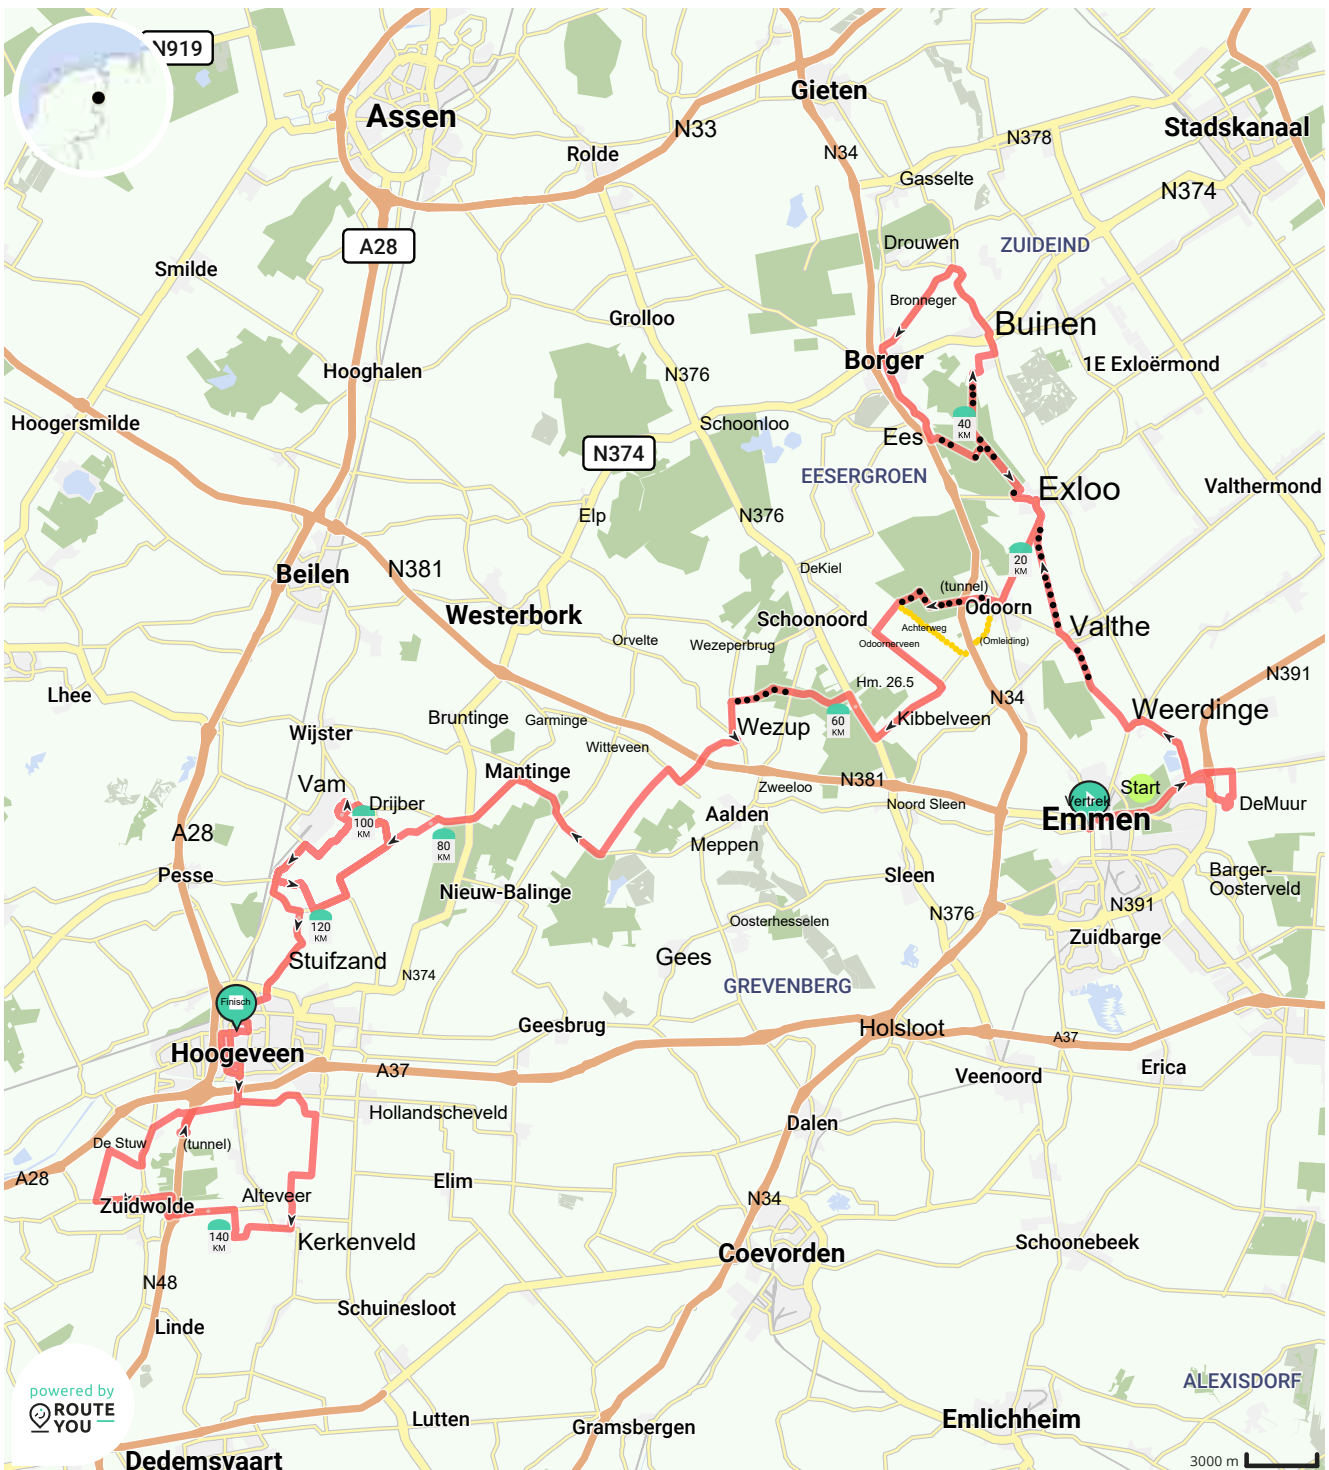 N919
Assen
Gieten
Stadskanaal
N33
N378
Rolde
N34
Gasselte
N374
A28
Drouwen
ZUIDEIND
Smilde
Bronneger
Grolloo
Buinen
Borger
1E Exloërmond
Hooghalen
N376
Hoogersmilde
Schoonloo
40
KM
Ees
N374
EESERGROEN
Exloo
Valthermond
Elp
N376
20
KM
DeKiel
Beilen
N381
(tunnel)
Westerbork
Odoorn
Schoonoord
Achterweg
Valthe
Orvelte
Wezeperbrug
Odoornerveen
(Omleiding)
N391
Lhee
Hm. 26.5
N34
Weerdinge
Bruntinge
Garminge
60
KM
Kibbelveen
Wijster
Wezup
Witteveen
Mantinge
N381
Vam
Zweeloo
Start
Drijber
Vertrek
DeMuur
Noord Sleen
100
KM
Aalden
Emmen
A28
80
KM
Meppen
Pesse
Sleen
Barger-
Oosterveld
Nieuw-Balinge
N391
N376
120
KM
Oosterhesselen
Zuidbarge
Stuifzand
Gees
N374
GREVENBERG
Finisch
Geesbrug
Holsloot
A37
Hoogeveen
A37
Erica
Veenoord
Hollandscheveld
Dalen
De Stuw
(tunnel)
A28
Elim
Alteveer
N34
Zuidwolde
140
KM
Kerkenveld
Schoonebeek
Coevorden
N48
Schuinesloot
Linde
powered by
ROUTE
YOU
ALEXISDORF
Lutten
Emlichheim
Gramsbergen
Dedemsvaart
3000 m